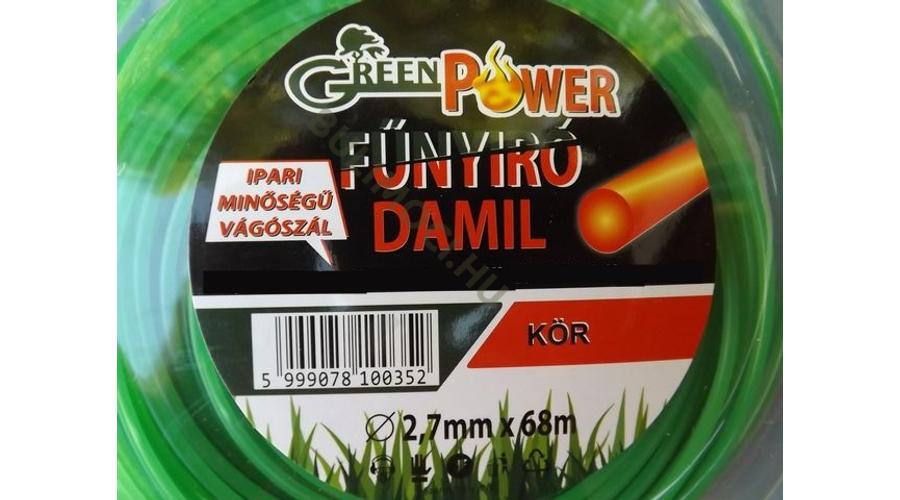 GREEN POWER
FŰNYÍRÓ
DAMIL
IPARI
MINŐSÉGŰ
VÁGÓSZÁL
KÖR
5 999078 100352
⌀ 2,7mm x 68m